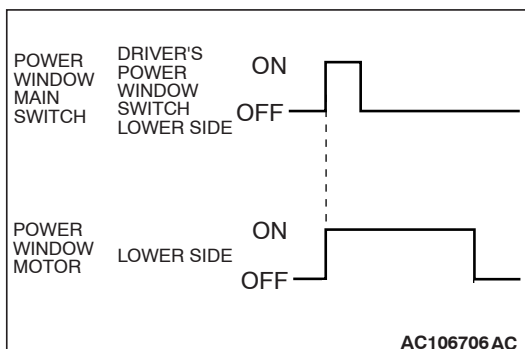 POWER
WINDOW
MAIN
SWITCH
DRIVER'S
POWER
WINDOW
SWITCH
LOWER SIDE
ON
OFF
POWER
WINDOW
MOTOR
LOWER SIDE
ON
OFF
AC106706 AC